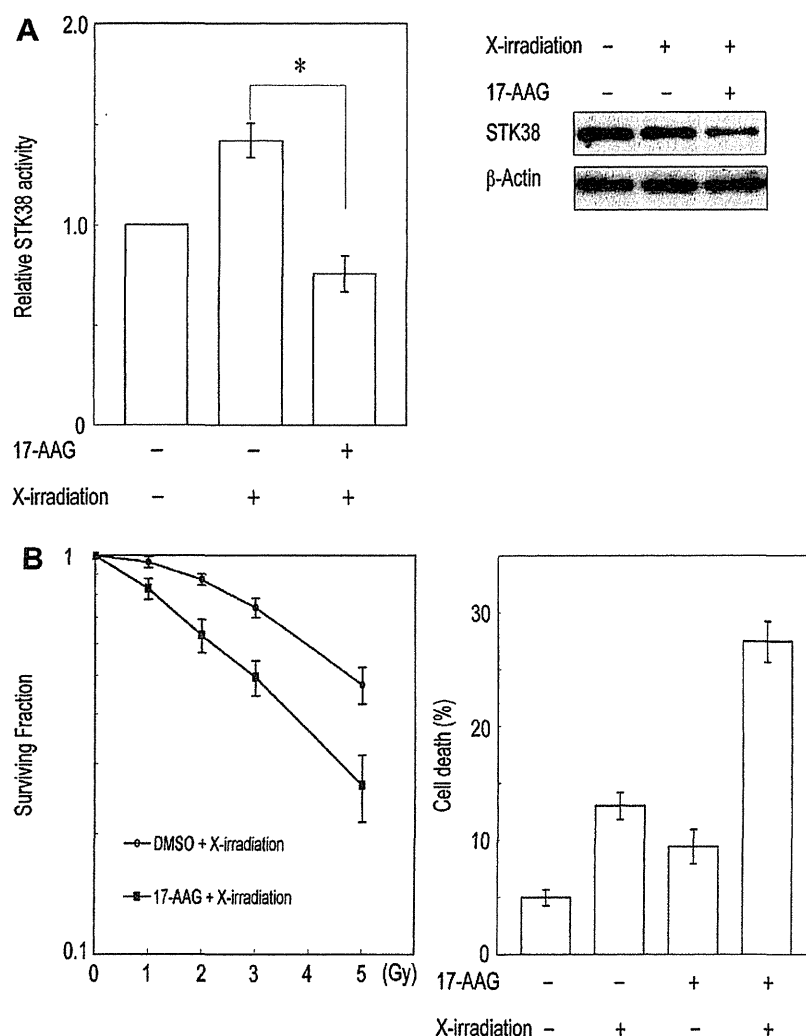 A
2.0
1.0
0
Relative STK38 activity
*
17-AAG − − +
X-irradiation − + +
X-irradiation − + +
17-AAG − − +
STK38
β-Actin
B
1
0.1
Surviving Fraction
0 1 2 3 4 5 (Gy)
DMSO + X-irradiation
17-AAG + X-irradiation
30
20
10
0
Cell death (%)
17-AAG − − + +
X-irradiation − + − +